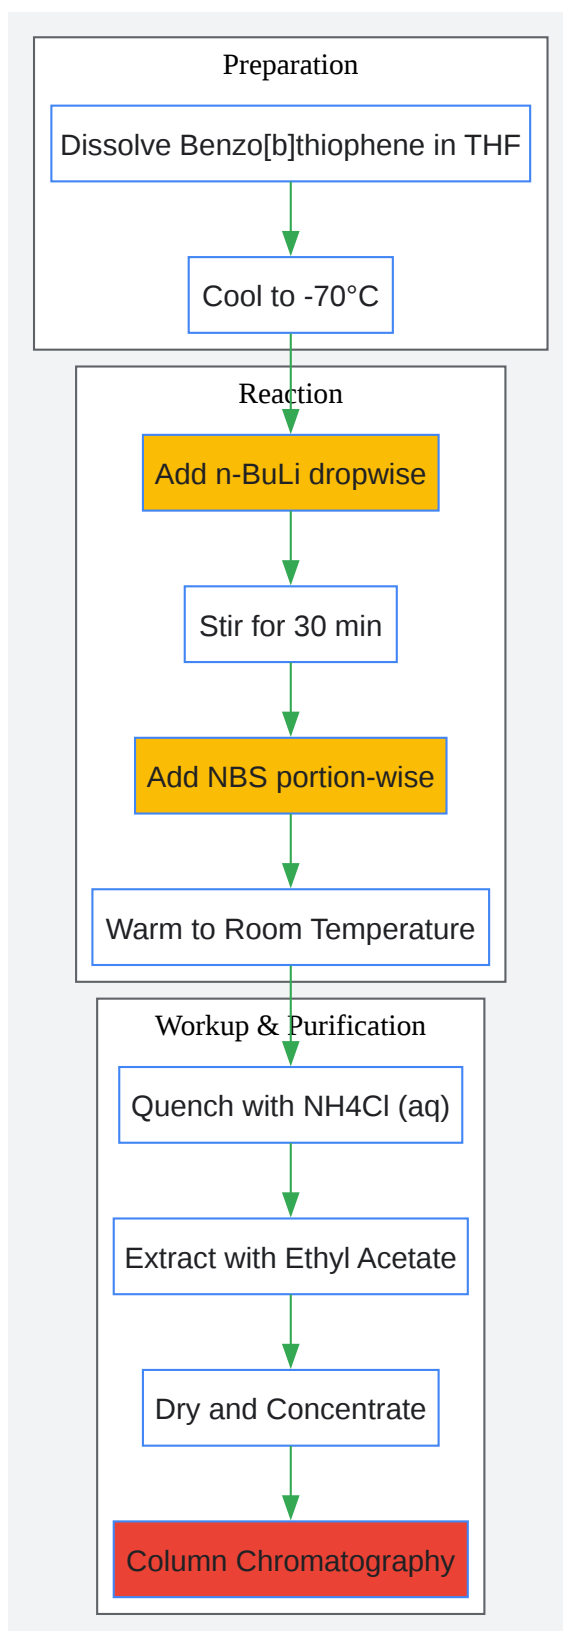 Preparation
Dissolve Benzo[b]thiophene in THF
Cool to -70°C
Reaction
Add n-BuLi dropwise
Stir for 30 min
Add NBS portion-wise
Warm to Room Temperature
Workup & Purification
Quench with NH4Cl (aq)
Extract with Ethyl Acetate
Dry and Concentrate
Column Chromatography